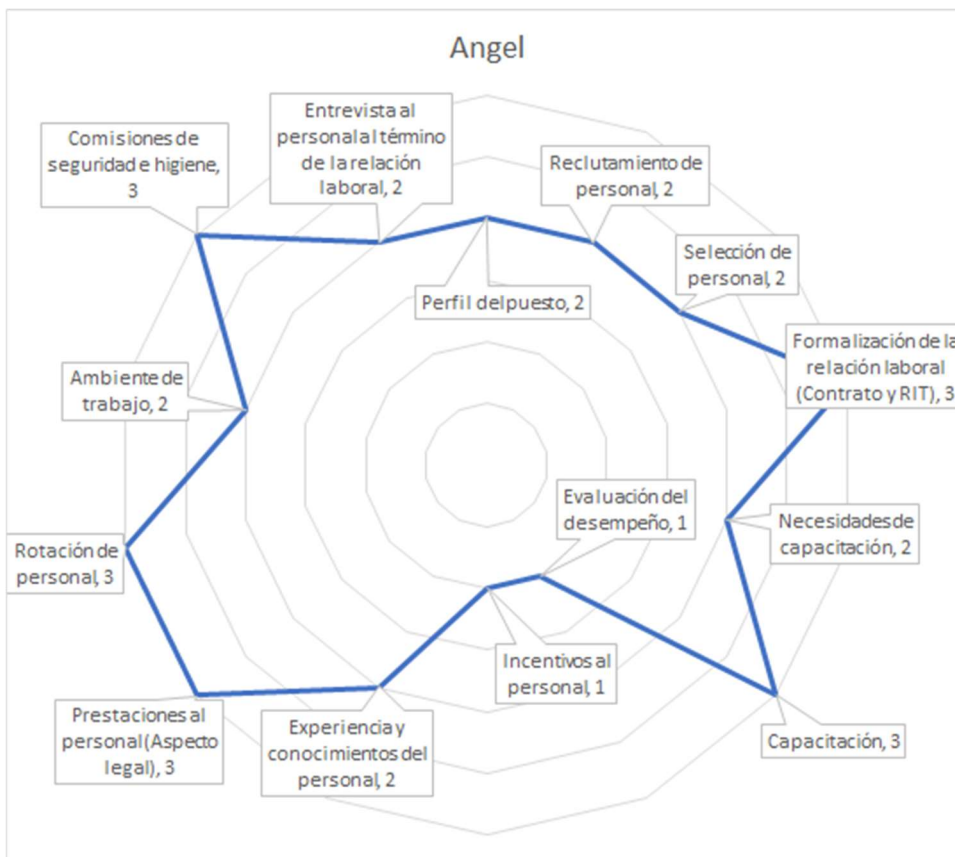 Angel
Entrevista al
personal al término
de la relación
laboral, 2
Comisiones de
seguridad e higiene,
3
Reclutamiento de
personal, 2
Selección de
personal, 2
Perfil del puesto, 2
Formalización de la
relación laboral
(Contrato y RIT), 3
Ambiente de
trabajo, 2
Evaluación del
desempeño, 1
Necesidades de
capacitación, 2
Rotación de
personal, 3
Incentivos al
personal, 1
Prestaciones al
personal (Aspecto
legal), 3
Experiencia y
conocimientos del
personal, 2
Capacitación, 3